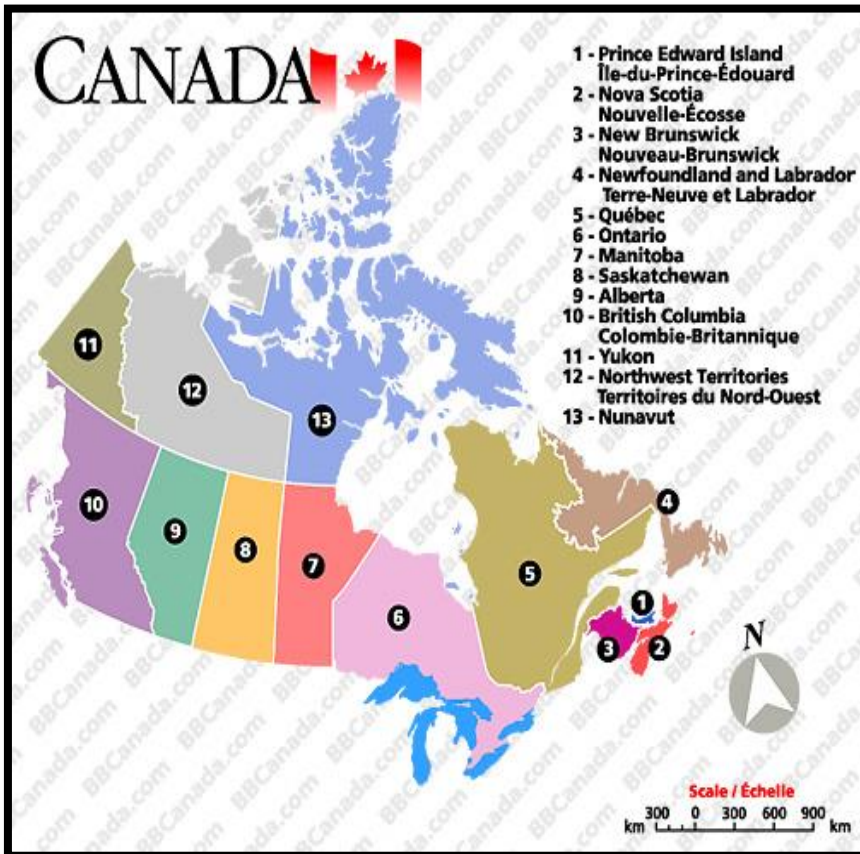 CANADA
1 - Prince Edward Island
Île-du-Prince-Édouard
2 - Nova Scotia
Nouvelle-Écosse
3 - New Brunswick
Nouveau-Brunswick
4 - Newfoundland and Labrador
Terre-Neuve et Labrador
5 - Québec
6 - Ontario
7 - Manitoba
8 - Saskatchewan
9 - Alberta
10 - British Columbia
Colombie-Britannique
11 - Yukon
12 - Northwest Territories
Territoires du Nord-Ouest
13 - Nunavut
11
12
13
10
9
8
7
6
5
4
1
3
2
N
Scale / Échelle
300 0 300 600 900
km km
BBCanada.com